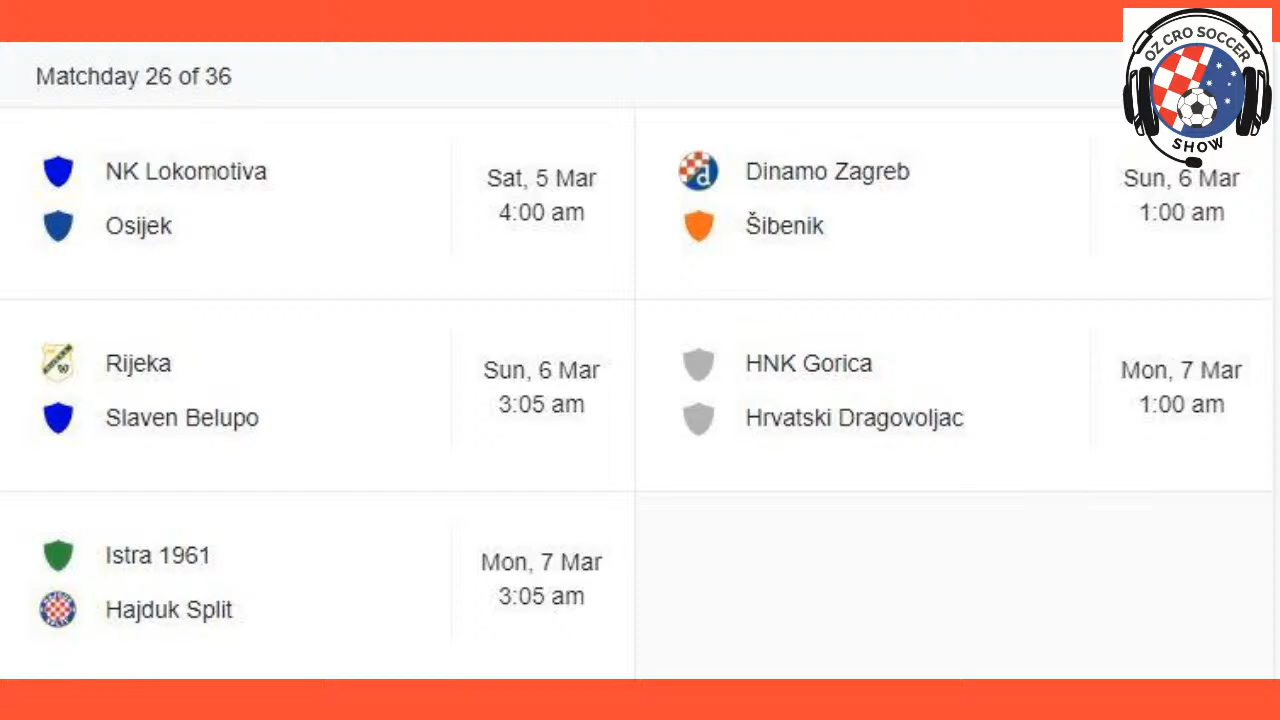 OZ CRO SOCCER
SHOW
Matchday 26 of 36
NK Lokomotiva
Osijek
Sat, 5 Mar
4:00 am
Dinamo Zagreb
Šibenik
Sun, 6 Mar
1:00 am
Rijeka
Slaven Belupo
Sun, 6 Mar
3:05 am
HNK Gorica
Hrvatski Dragovoljac
Mon, 7 Mar
1:00 am
Istra 1961
Hajduk Split
Mon, 7 Mar
3:05 am